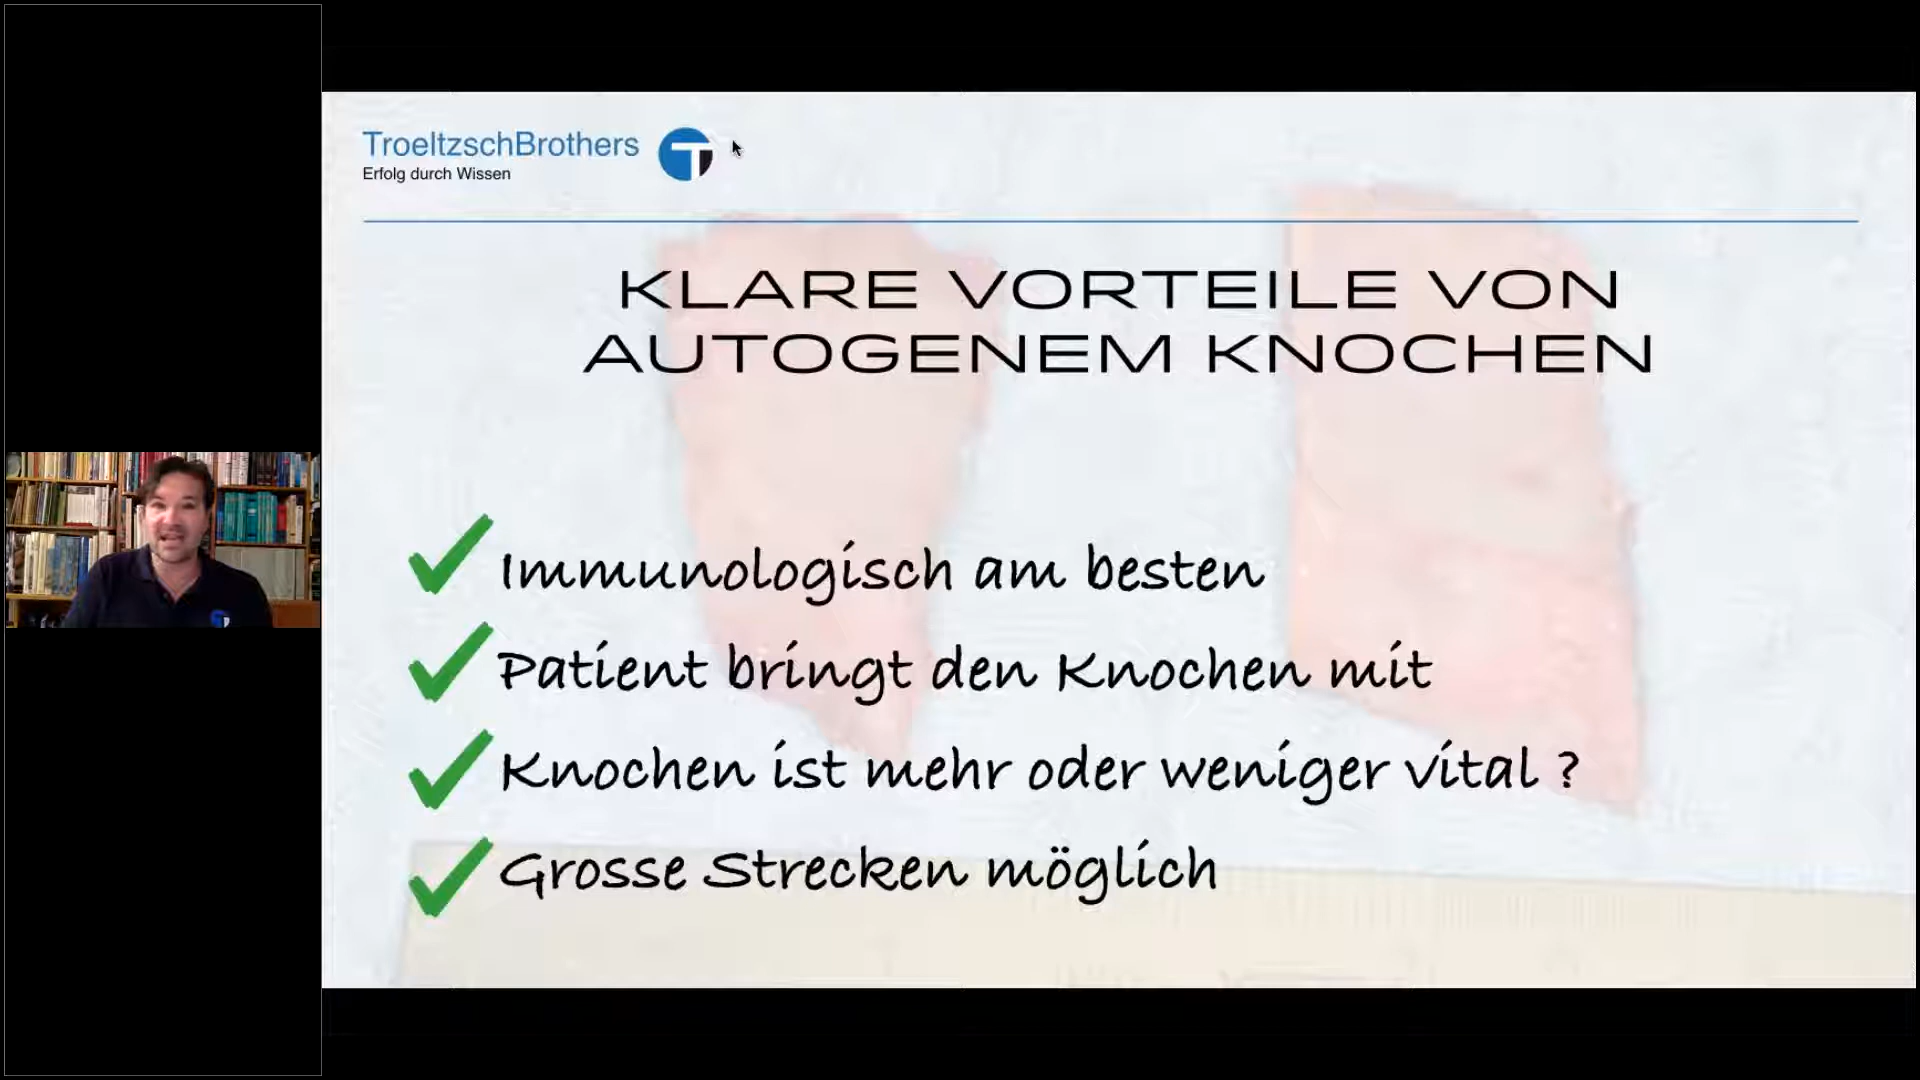 TroeltzschBrothers
Erfolg durch Wissen
KLARE VORTEILE VON
AUTOGENEM KNOCHEN
Immunologisch am besten
Patient bringt den Knochen mit
Knochen ist mehr oder weniger vital ?
Grosse Strecken möglich